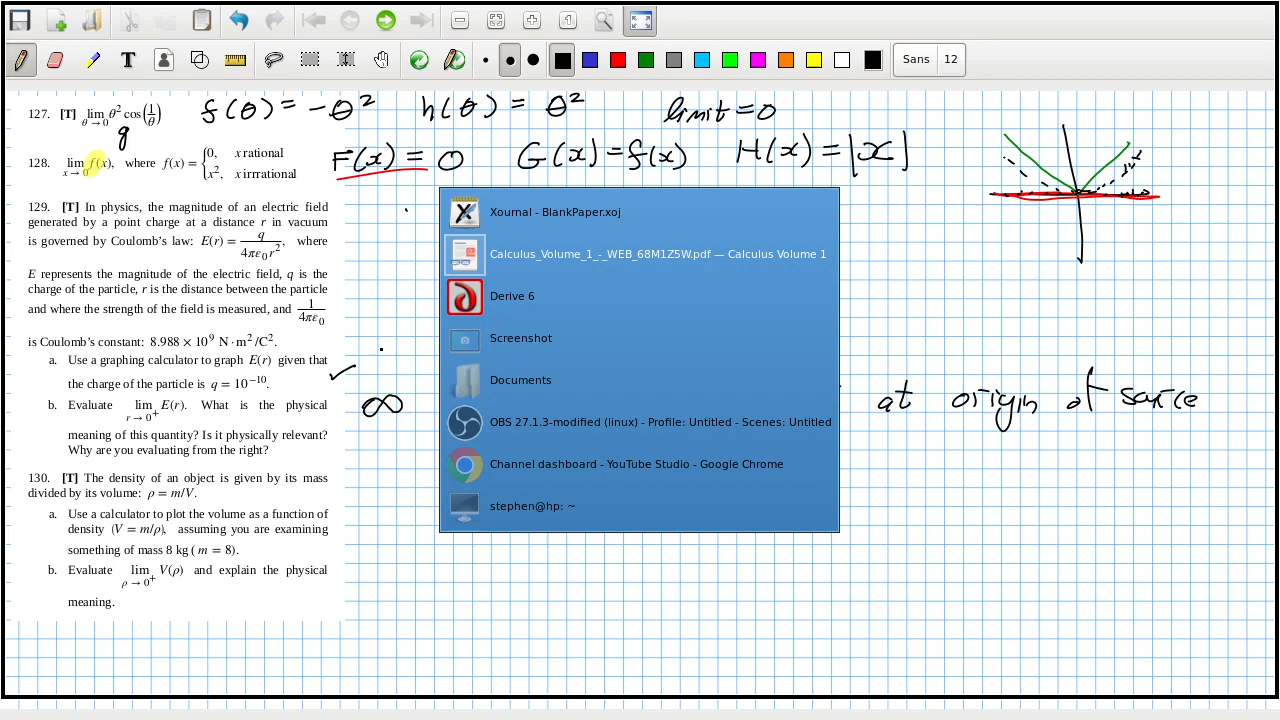 Sans 12
127. [T] lim θ→0 θ² cos(1/θ) f(θ) = -θ² h(θ) = θ² limit = 0
g
128. lim x→0 f(x), where f(x) = {0, x rational
x², x irrational
F(x) = 0 G(x) = f(x) H(x) = |x|
129. [T] In physics, the magnitude of an electric field
generated by a point charge at a distance r in vacuum
is governed by Coulomb's law: E(r) = q/(4πε₀r²), where
E represents the magnitude of the electric field, q is the
charge of the particle, r is the distance between the particle
and where the strength of the field is measured, and 1/(4πε₀)
is Coulomb's constant: 8.988 × 10⁹ N·m²/C².
a. Use a graphing calculator to graph E(r) given that
the charge of the particle is q = 10⁻¹⁰.
b. Evaluate lim r→0⁺ E(r). What is the physical
meaning of this quantity? Is it physically relevant?
Why are you evaluating from the right?
∞ at origin of
130. [T] The density of an object is given by its mass
divided by its volume: ρ = m/V.
a. Use a calculator to plot the volume as a function of
density (V = m/ρ), assuming you are examining
something of mass 8 kg (m = 8).
b. Evaluate lim ρ→0⁺ V(ρ) and explain the physical
meaning.
Xournal - BlankPaper.xoj
Calculus_Volume_1_-_WEB_68M1Z5W.pdf — Calculus Volume 1
Derive 6
Screenshot
Documents
OBS 27.1.3-modified (linux) - Profile: Untitled - Scenes: Untitled
Channel dashboard - YouTube Studio - Google Chrome
stephen@hp: ~